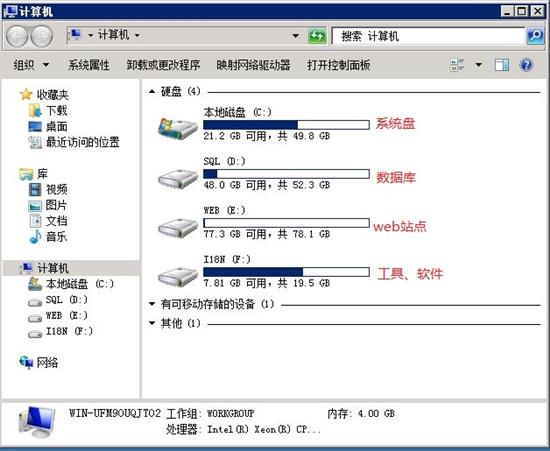 计算机
计算机
搜索 计算机
组织 系统属性 卸载或更改程序 映射网络驱动器 打开控制面板
收藏夹
下载
桌面
最近访问的位置
库
视频
图片
文档
音乐
计算机
本地磁盘 (C:)
SQL (D:)
WEB (E:)
I18N (F:)
网络
硬盘 (4)
本地磁盘 (C:)
系统盘
21.2 GB 可用, 共 49.8 GB
SQL (D:)
数据库
48.0 GB 可用, 共 52.3 GB
WEB (E:)
web站点
77.3 GB 可用, 共 78.1 GB
I18N (F:)
工具、软件
7.81 GB 可用, 共 19.5 GB
有可移动存储的设备 (1)
其他 (1)
WIN-UFM9OUQJTO2 工作组: WORKGROUP 内存: 4.00 GB
处理器: Intel(R) Xeon(R) CP...